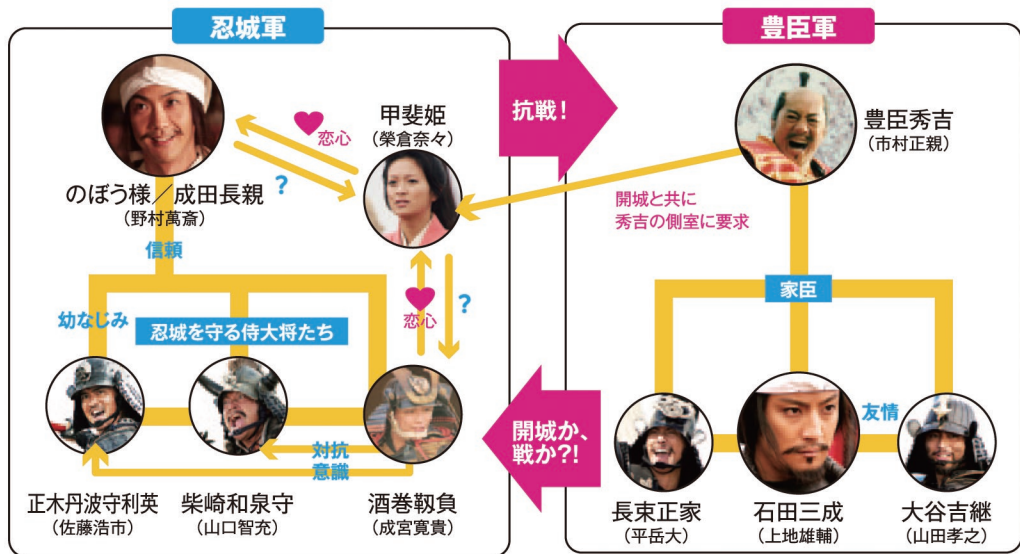 忍城軍
豊臣軍
抗戦!
甲斐姫
(榮倉奈々)
恋心
?
のぼう様/成田長親
(野村萬斎)
豊臣秀吉
(市村正親)
開城と共に
秀吉の側室に要求
信頼
恋心
?
幼なじみ
忍城を守る侍大将たち
家臣
対抗
意識
開城か、
戦か?!
友情
正木丹波守利英
(佐藤浩市)
柴崎和泉守
(山口智充)
酒巻靱負
(成宮寛貴)
長束正家
(平岳大)
石田三成
(上地雄輔)
大谷吉継
(山田孝之)